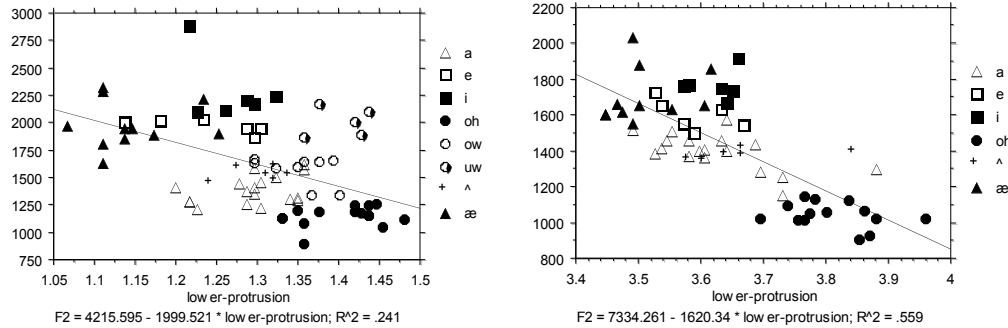 3000
2750
2500
2250
2000
1750
1500
1250
1000
750
1.05 1.1 1.15 1.2 1.25 1.3 1.35 1.4 1.45 1.5
low er-protrusion
F2 = 4215.595 - 1999.521 * low er-protrusion; R^2 = .241
a
e
i
oh
ow
uw
^
æ
2200
2000
1800
1600
1400
1200
1000
800
3.4 3.5 3.6 3.7 3.8 3.9 4
low er-protrusion
F2 = 7334.261 - 1620.34 * low er-protrusion; R^2 = .559
a
e
i
oh
^
æ